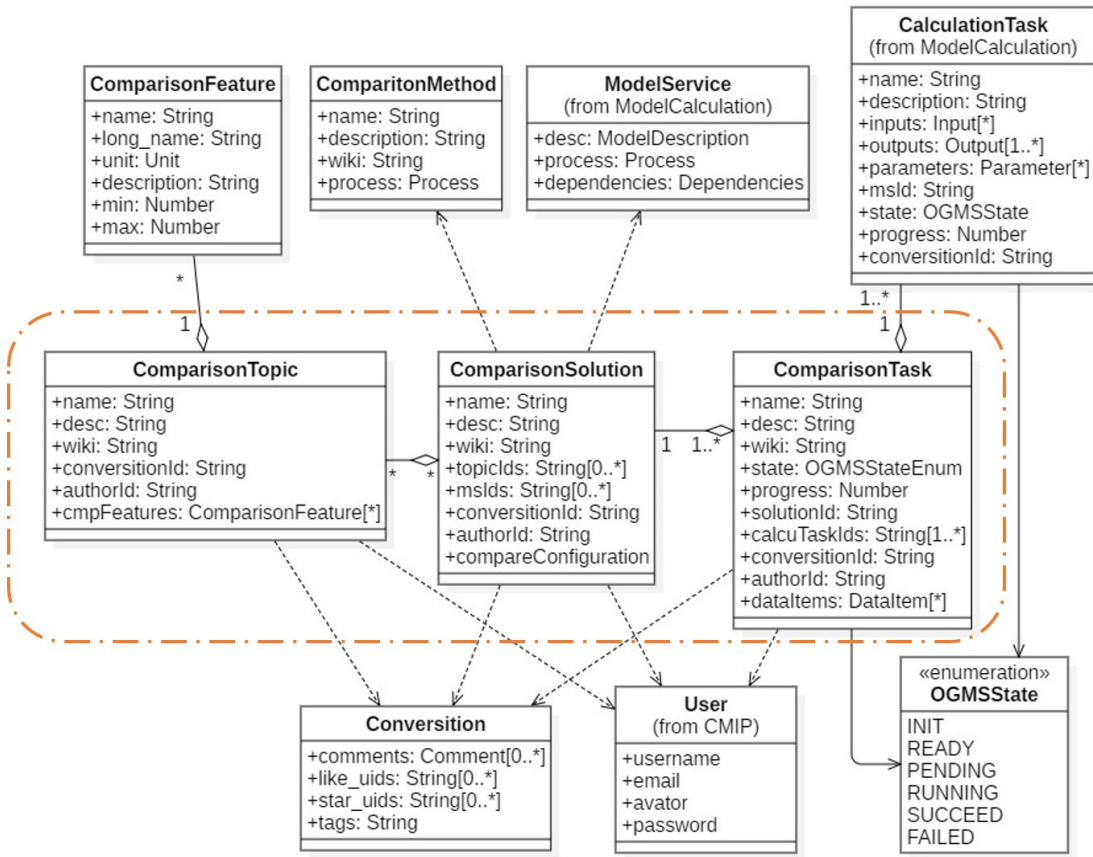 CalculationTask
(from ModelCalculation)
+name: String
+description: String
+inputs: Input[*]
+outputs: Output[1..*]
+parameters: Parameter[*]
+msId: String
+state: OGMSState
+progress: Number
+conversitionId: String
ComparisonFeature
+name: String
+long_name: String
+unit: Unit
+description: String
+min: Number
+max: Number
ComparitonMethod
+name: String
+description: String
+wiki: String
+process: Process
ModelService
(from ModelCalculation)
+desc: ModelDescription
+process: Process
+dependencies: Dependencies
*
1
1..*
1
ComparisonTopic
+name: String
+desc: String
+wiki: String
+conversitionId: String
+authorId: String
+cmpFeatures: ComparisonFeature[*]
*
*
ComparisonSolution
+name: String
+desc: String
+wiki: String
+topicIds: String[0..*]
+msIds: String[0..*]
+conversitionId: String
+authorId: String
+compareConfiguration
1
1..*
ComparisonTask
+name: String
+desc: String
+wiki: String
+state: OGMSStateEnum
+progress: Number
+solutionId: String
+calcuTaskIds: String[1..*]
+conversitionId: String
+authorId: String
+dataItems: DataItem[*]
Conversition
+comments: Comment[0..*]
+like_uids: String[0..*]
+star_uids: String[0..*]
+tags: String
User
(from CMIP)
+username
+email
+avator
+password
«enumeration»
OGMSState
INIT
READY
PENDING
RUNNING
SUCCEED
FAILED